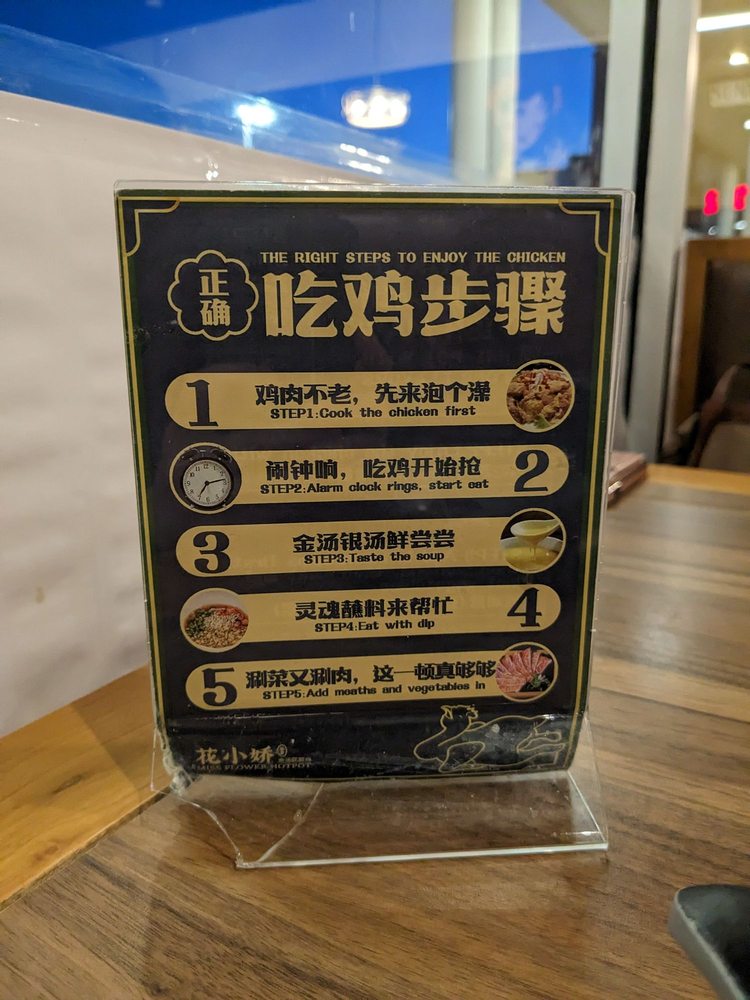 THE RIGHT STEPS TO ENJOY THE CHICKEN
正确
吃鸡步骤
1
鸡肉不老，先来泡个澡
STEP1:Cook the chicken first
闹钟响，吃鸡开始抢
STEP2:Alarm clock rings, start eat
2
3
金汤银汤鲜尝尝
STEP3:Taste the soup
灵魂蘸料来帮忙
STEP4:Eat with dip
4
5
涮菜又涮肉，这一顿真够够
STEP5:Add meaths and vegetables in
花小娇
MISS FLOWER HOTPOT